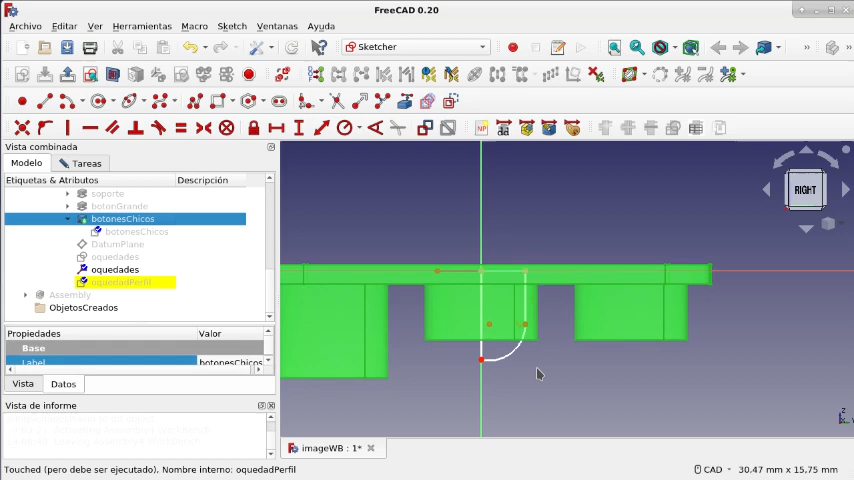 FreeCAD 0.20
Archivo Editar Ver Herramientas Macro Sketch Ventanas Ayuda
Sketcher
NP
Vista combinada
Modelo Tareas
Etiquetas & Atributos Descripción
soporte
botonGrande
botonesChicos
botonesChicos
DatumPlane
oquedades
oquedades
oquedadPerfil
Assembly
ObjetosCreados
Propiedades Valor
Base
Label botonesChicos
Vista Datos
Vista de informe
RIGHT
Z
imageWB : 1*
Touched (pero debe ser ejecutado), Nombre interno: oquedadPerfil
CAD 30.47 mm x 15,75 mm